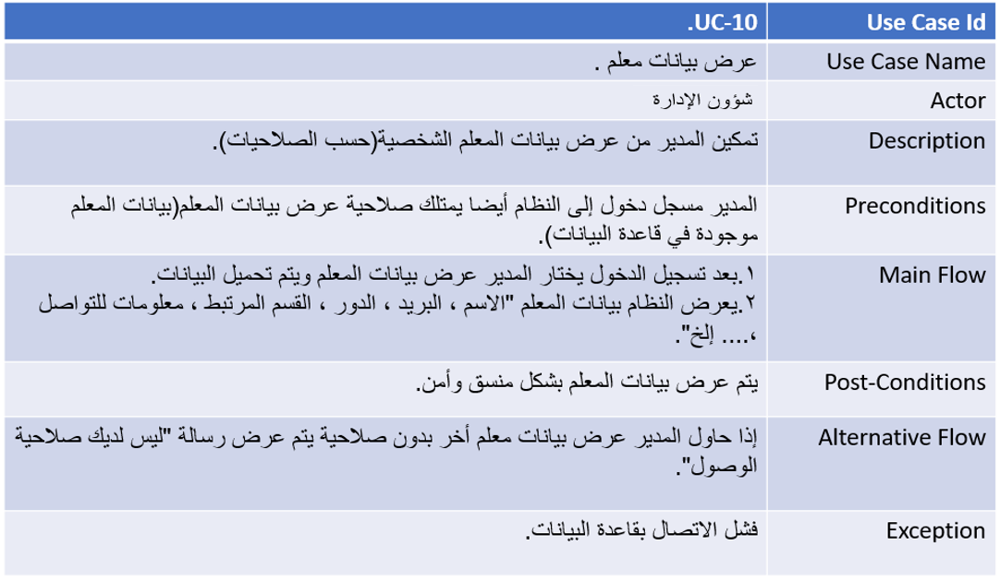 Use Case Id UC-10.
Use Case Name عرض بيانات معلم .
Actor شؤون الإدارة
Description تمكين المدير من عرض بيانات المعلم الشخصية(حسب الصلاحيات).
Preconditions المدير مسجل دخول إلى النظام أيضا يمتلك صلاحية عرض بيانات المعلم(بيانات المعلم
موجودة في قاعدة البيانات).
Main Flow ١.بعد تسجيل الدخول يختار المدير عرض بيانات المعلم ويتم تحميل البيانات.
٢.يعرض النظام بيانات المعلم "الاسم ، البريد ، الدور ، القسم المرتبط ، معلومات للتواصل
،.... إلخ".
Post-Conditions يتم عرض بيانات المعلم بشكل منسق وأمن.
Alternative Flow إذا حاول المدير عرض بيانات معلم أخر بدون صلاحية يتم عرض رسالة "ليس لديك صلاحية
الوصول".
Exception فشل الاتصال بقاعدة البيانات.